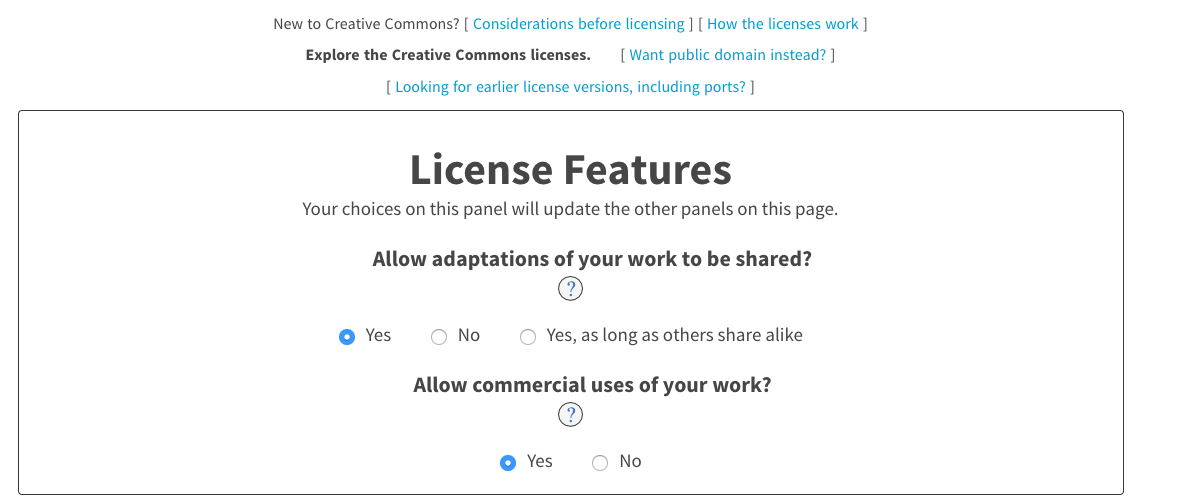 New to Creative Commons? [ Considerations before licensing ] [ How the licenses work ]
Explore the Creative Commons licenses. [ Want public domain instead? ]
[ Looking for earlier license versions, including ports? ]
License Features
Your choices on this panel will update the other panels on this page.
Allow adaptations of your work to be shared?
?
Yes No Yes, as long as others share alike
Allow commercial uses of your work?
?
Yes No